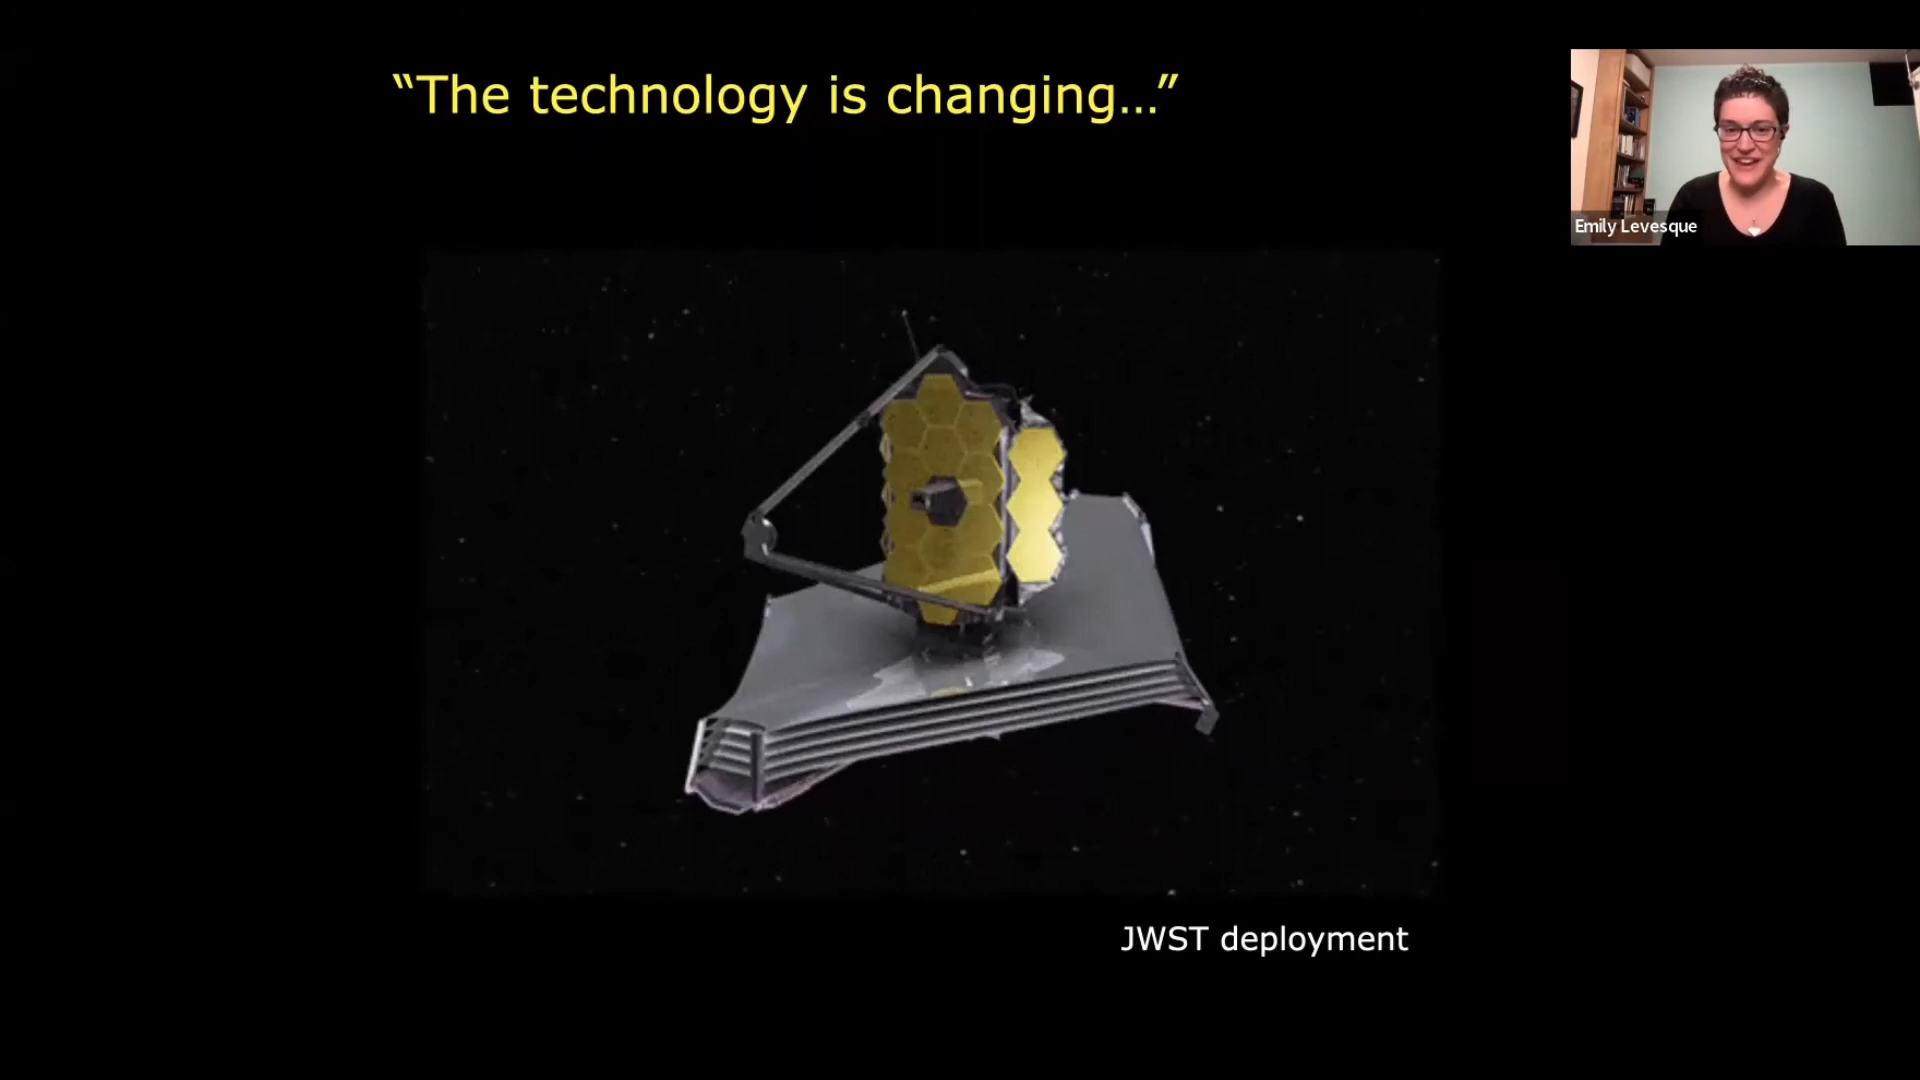 “The technology is changing…”
Emily Levesque
JWST deployment